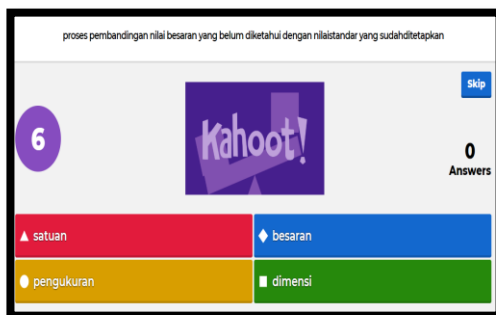 proses pembandingan nilai besaran yang belum diketahui dengan nilaistandar yang sudahditetapkan
Skip
6
Kahoot!
0
Answers
satuan
besaran
pengukuran
dimensi